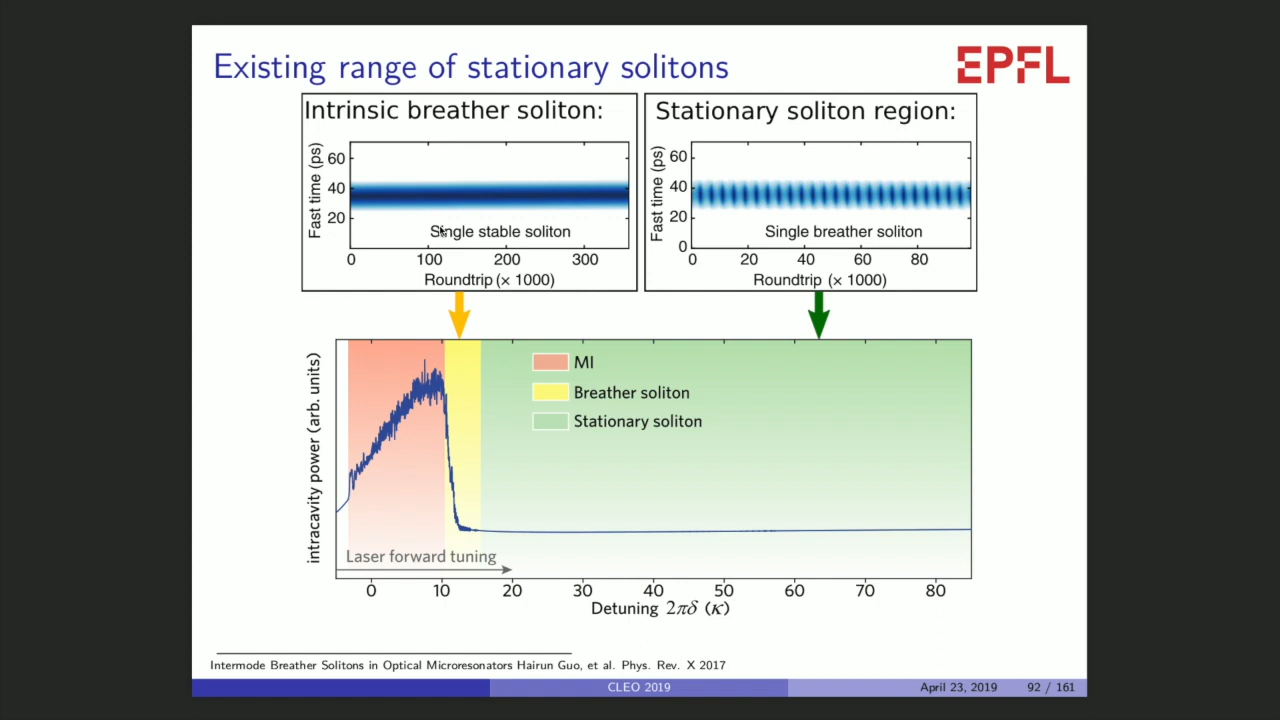 Existing range of stationary solitons
EPFL
Intrinsic breather soliton:
Fast time (ps)
60
40
20
Single stable soliton
0 100 200 300
Roundtrip (× 1000)
Stationary soliton region:
Fast time (ps)
60
40
20
0
Single breather soliton
0 20 40 60 80
Roundtrip (× 1000)
intracavity power (arb. units)
MI
Breather soliton
Stationary soliton
Laser forward tuning
0 10 20 30 40 50 60 70 80
Detuning 2πδ (κ)
Intermode Breather Solitons in Optical Microresonators Hairun Guo, et al. Phys. Rev. X 2017
CLEO 2019 April 23, 2019 92 / 161